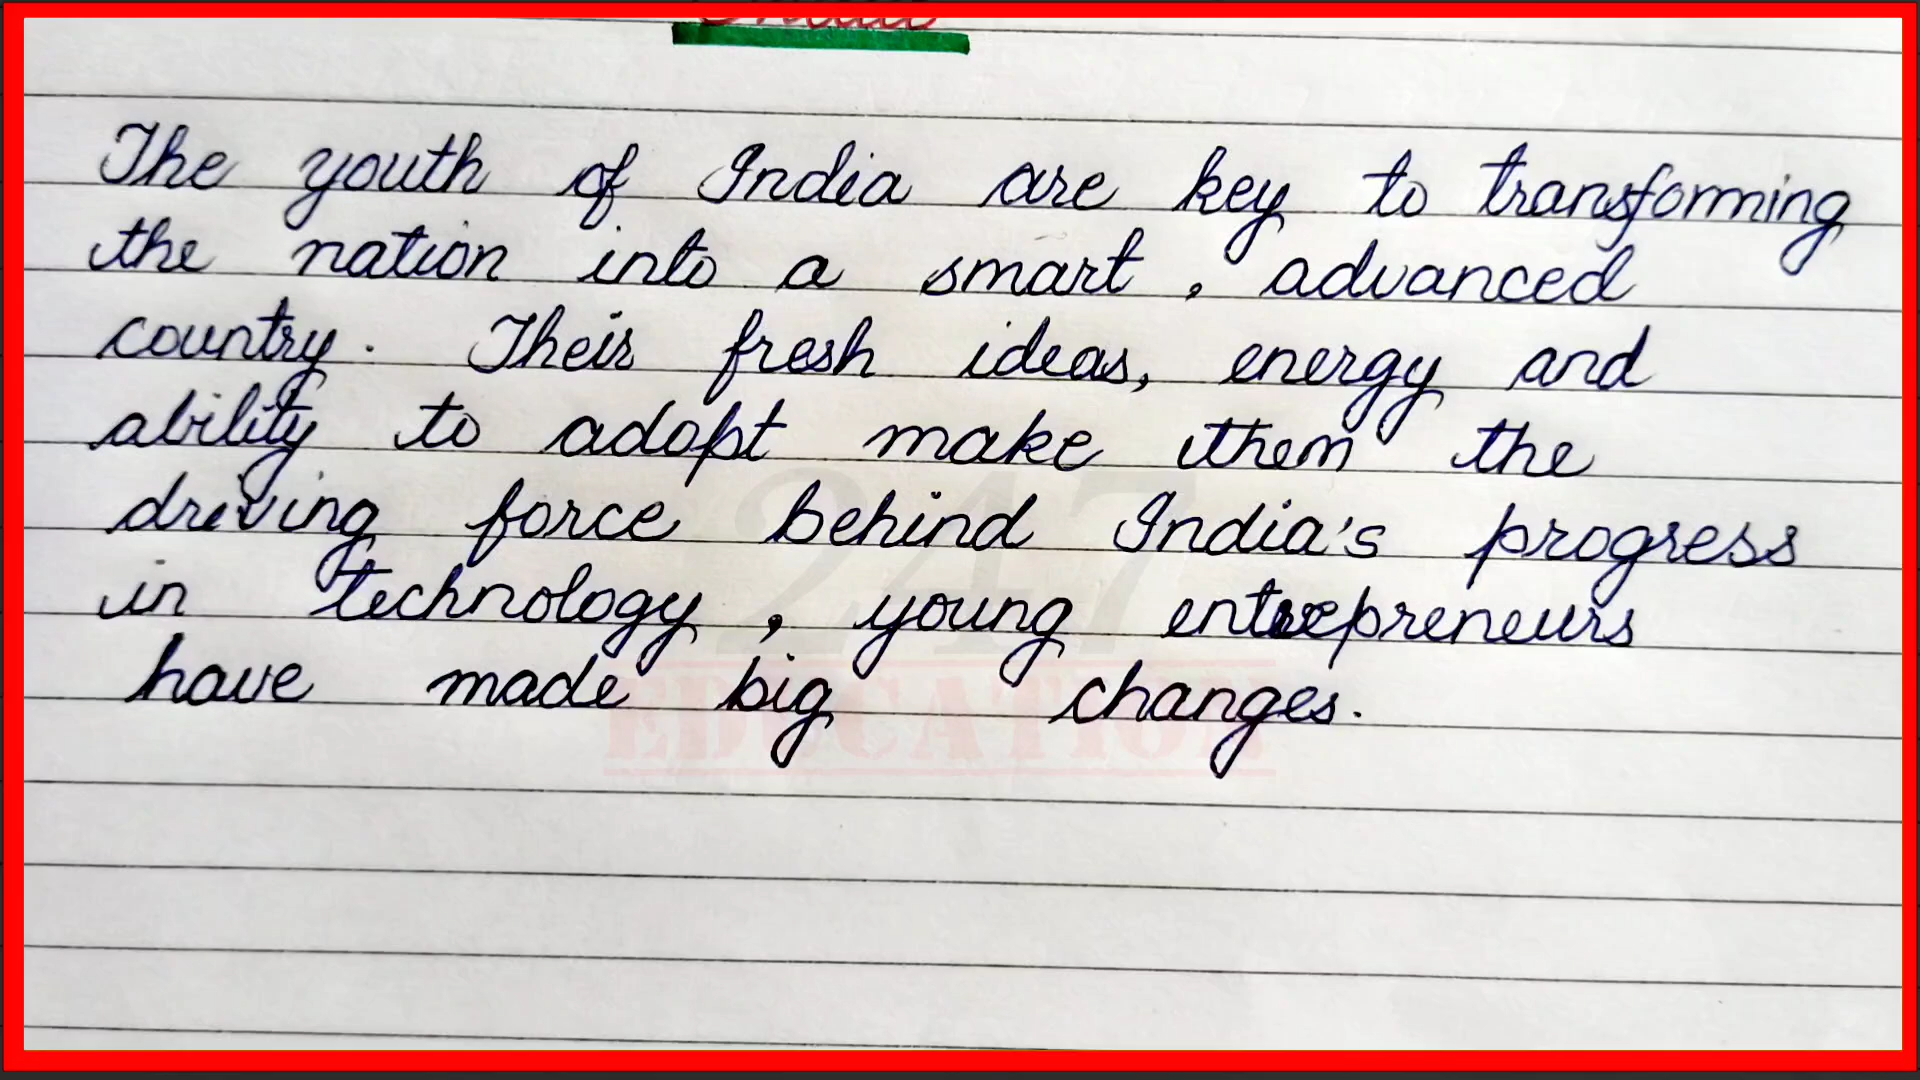 The youth of India are key to transforming
the nation into a smart, advanced
country. Their fresh ideas, energy and
ability to adopt make them the
driving force behind India's progress
in technology, young entrepreneurs
have made big changes.
247
EDUCATION